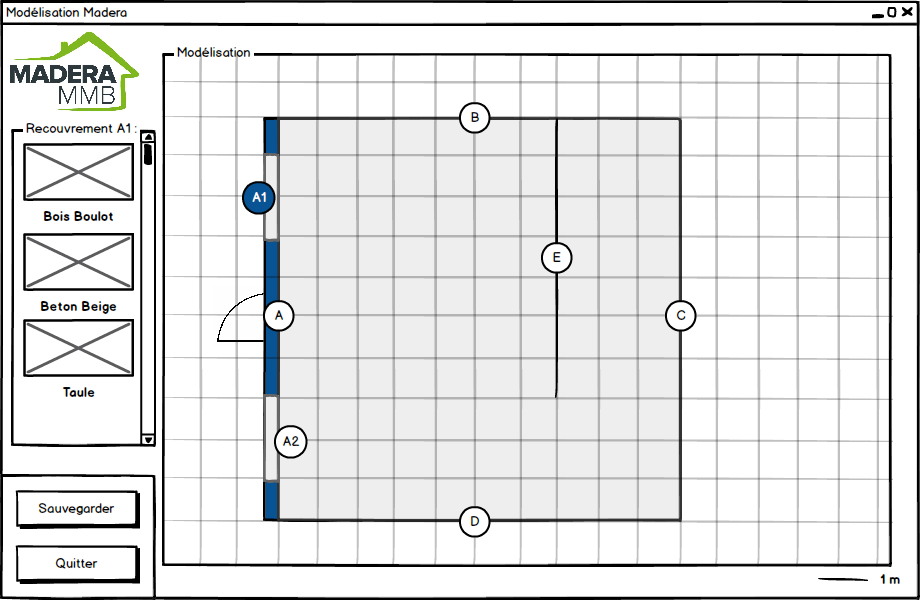 Modélisation Madera
MADERA
MMB
Recouvrement A1:
Bois Boulot
Beton Beige
Taule
Sauvegarder
Quitter
Modélisation
B
A1
E
A
C
A2
D
1 m